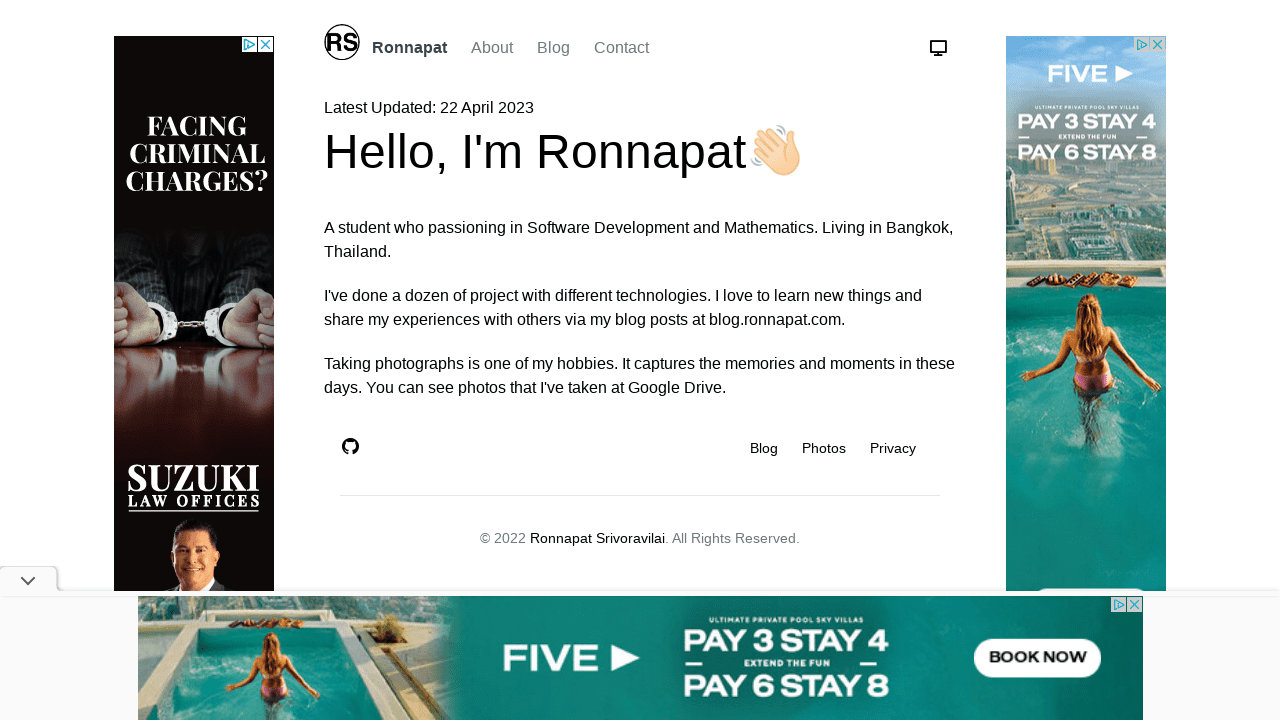 RS
Ronnapat About Blog Contact
Latest Updated: 22 April 2023
Hello, I'm Ronnapat👋🏻
A student who passioning in Software Development and Mathematics. Living in Bangkok,
Thailand.
I've done a dozen of project with different technologies. I love to learn new things and
share my experiences with others via my blog posts at blog.ronnapat.com.
Taking photographs is one of my hobbies. It captures the memories and moments in these
days. You can see photos that I've taken at Google Drive.
Blog Photos Privacy
© 2022 Ronnapat Srivoravilai. All Rights Reserved.
FACING
CRIMINAL
CHARGES?
SUZUKI
LAW OFFICES
FIVE
ULTIMATE PRIVATE POOL SKY VILLAS
PAY 3 STAY 4
EXTEND THE FUN
PAY 6 STAY 8
FIVE
ULTIMATE PRIVATE POOL SKY VILLAS
PAY 3 STAY 4
EXTEND THE FUN
PAY 6 STAY 8
BOOK NOW